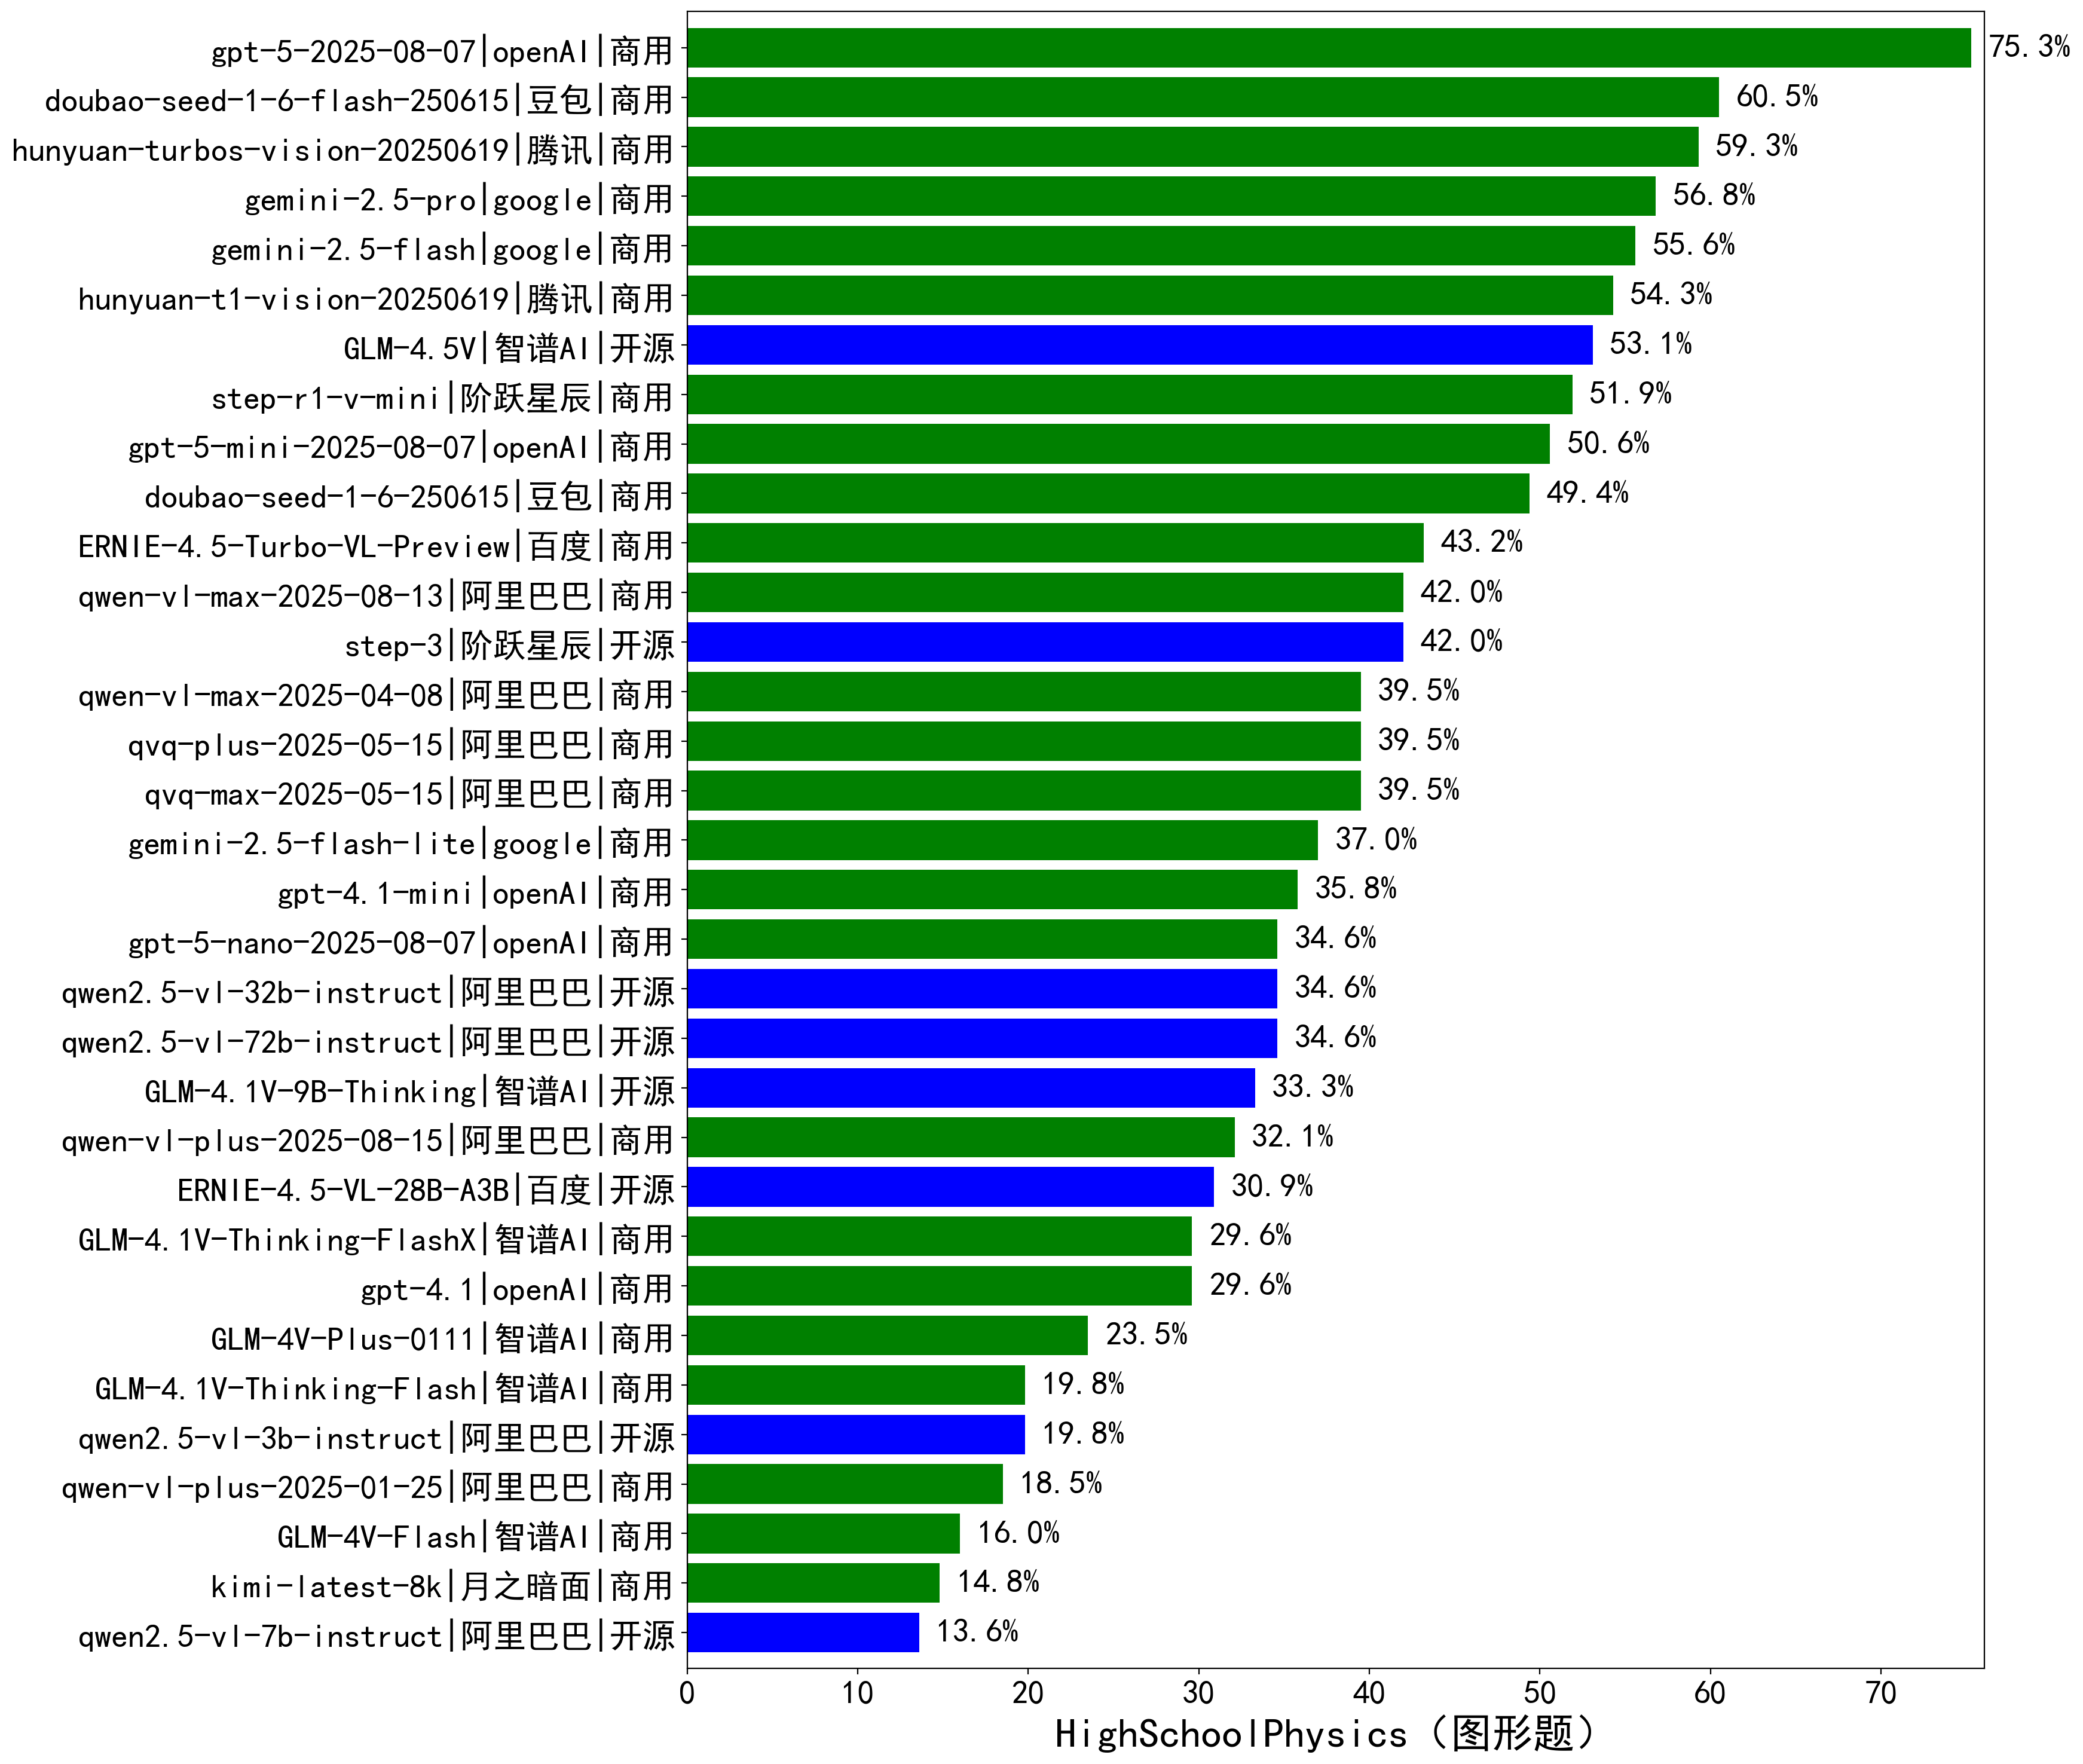 gpt-5-2025-08-07|openAI|商用 75.3%
doubao-seed-1-6-flash-250615|豆包|商用 60.5%
hunyuan-turbos-vision-20250619|腾讯|商用 59.3%
gemini-2.5-pro|google|商用 56.8%
gemini-2.5-flash|google|商用 55.6%
hunyuan-t1-vision-20250619|腾讯|商用 54.3%
GLM-4.5V|智谱AI|开源 53.1%
step-r1-v-mini|阶跃星辰|商用 51.9%
gpt-5-mini-2025-08-07|openAI|商用 50.6%
doubao-seed-1-6-250615|豆包|商用 49.4%
ERNIE-4.5-Turbo-VL-Preview|百度|商用 43.2%
qwen-vl-max-2025-08-13|阿里巴巴|商用 42.0%
step-3|阶跃星辰|开源 42.0%
qwen-vl-max-2025-04-08|阿里巴巴|商用 39.5%
qvq-plus-2025-05-15|阿里巴巴|商用 39.5%
qvq-max-2025-05-15|阿里巴巴|商用 39.5%
gemini-2.5-flash-lite|google|商用 37.0%
gpt-4.1-mini|openAI|商用 35.8%
gpt-5-nano-2025-08-07|openAI|商用 34.6%
qwen2.5-vl-32b-instruct|阿里巴巴|开源 34.6%
qwen2.5-vl-72b-instruct|阿里巴巴|开源 34.6%
GLM-4.1V-9B-Thinking|智谱AI|开源 33.3%
qwen-vl-plus-2025-08-15|阿里巴巴|商用 32.1%
ERNIE-4.5-VL-28B-A3B|百度|开源 30.9%
GLM-4.1V-Thinking-FlashX|智谱AI|商用 29.6%
gpt-4.1|openAI|商用 29.6%
GLM-4V-Plus-0111|智谱AI|商用 23.5%
GLM-4.1V-Thinking-Flash|智谱AI|商用 19.8%
qwen2.5-vl-3b-instruct|阿里巴巴|开源 19.8%
qwen-vl-plus-2025-01-25|阿里巴巴|商用 18.5%
GLM-4V-Flash|智谱AI|商用 16.0%
kimi-latest-8k|月之暗面|商用 14.8%
qwen2.5-vl-7b-instruct|阿里巴巴|开源 13.6%
0 10 20 30 40 50 60 70
HighSchoolPhysics（图形题）